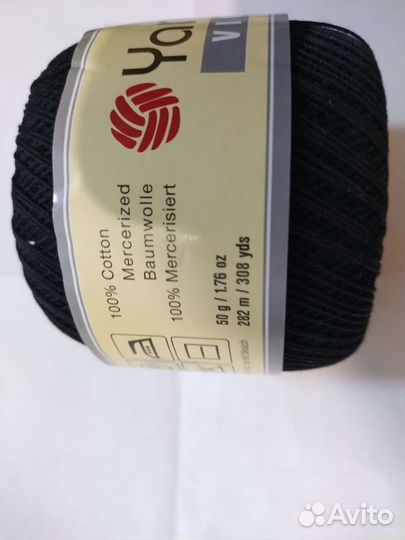 Yar
VI
100% Cotton
Mercerized
Baumwolle
100% Mercerisiert
50 g / 1.76 oz
282 m / 308 yds
Avito